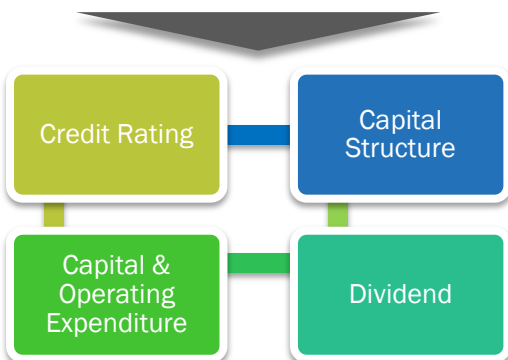 Credit Rating
Capital
Structure
Capital &
Operating
Expenditure
Dividend